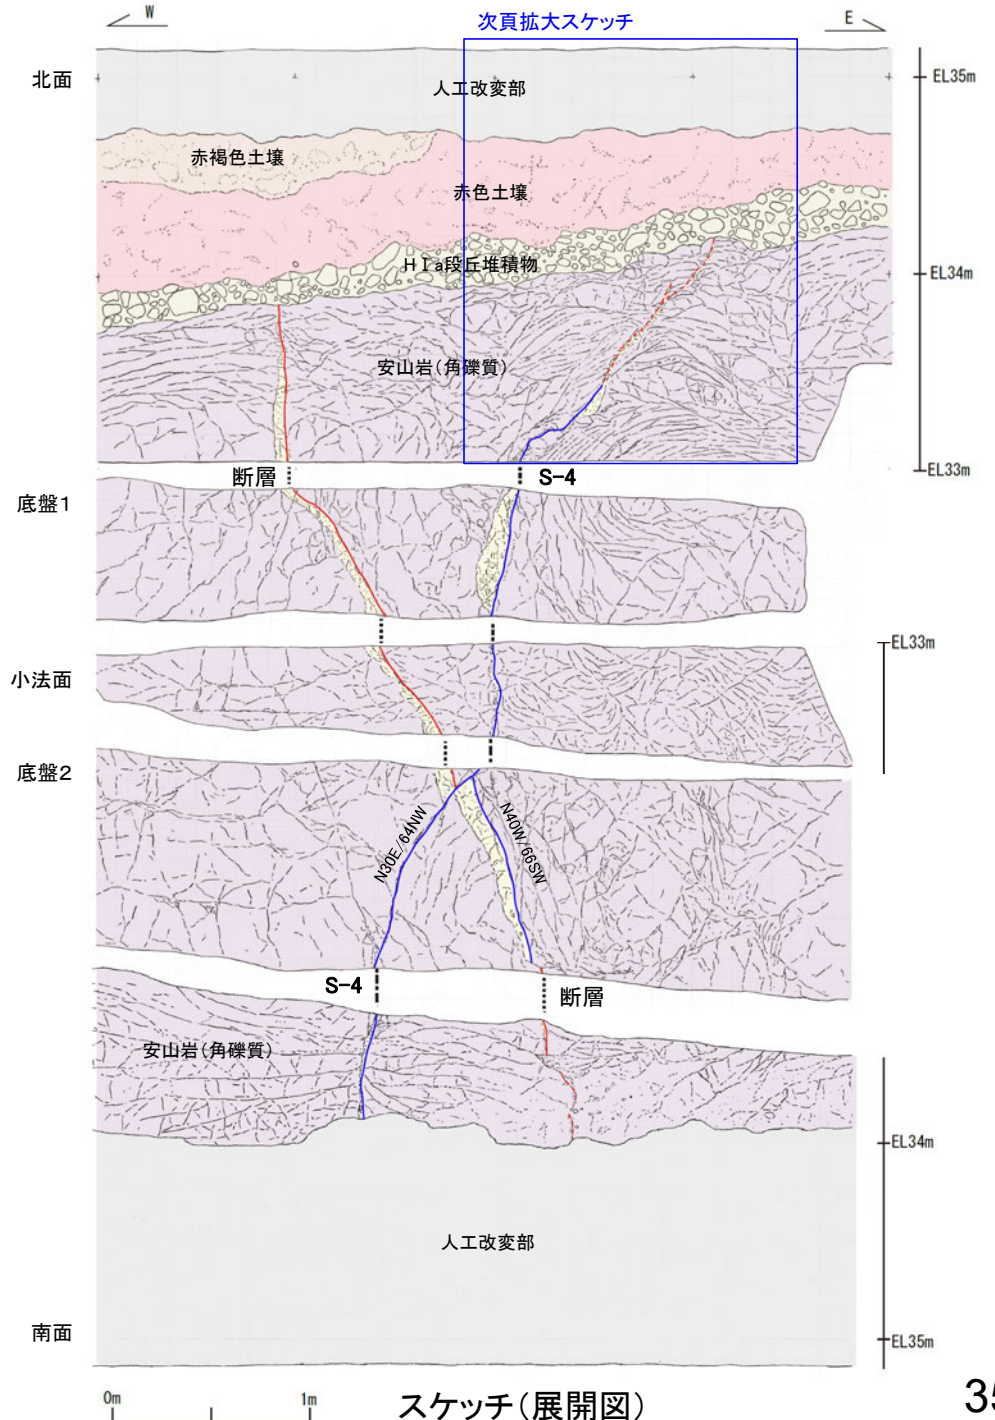 W
次頁拡大スケッチ
E
北面
人工改変部
EL35m
赤褐色土壌
赤色土壌
HⅠa段丘堆積物
EL34m
安山岩(角礫質)
断層
S-4
EL33m
底盤1
EL33m
小法面
底盤2
N30E/64NW
N40W/66SW
S-4
断層
安山岩(角礫質)
EL34m
人工改変部
南面
EL35m
0m
1m
スケッチ(展開図)